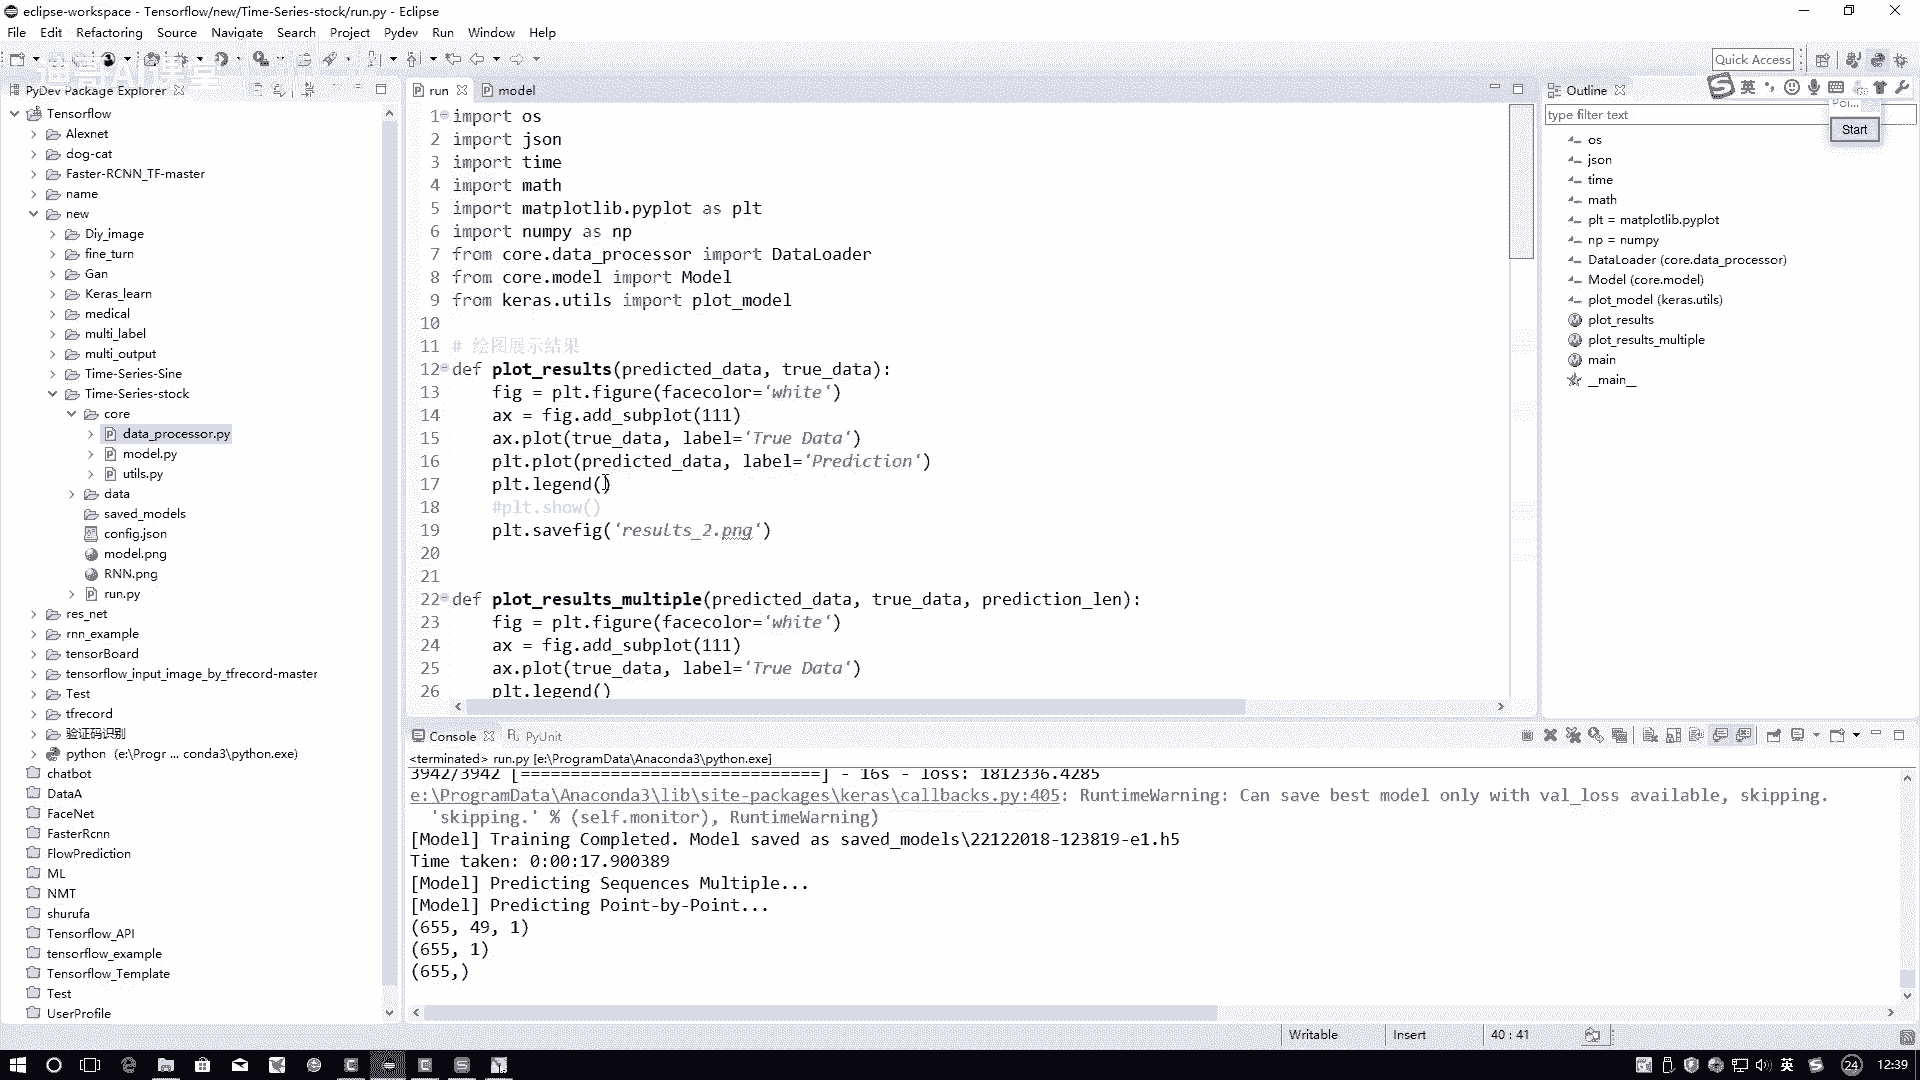 eclipse-workspace - Tensorflow/new/Time-Series-stock/run.py - Eclipse
File Edit Refactoring Source Navigate Search Project Pydev Run Window Help
Quick Access
迪哥AI课堂
PyDev Package Explorer
Tensorflow
Alexnet
dog-cat
Faster-RCNN_TF-master
name
new
Diy_image
fine_turn
Gan
Keras_learn
medical
multi_label
multi_output
Time-Series-Sine
Time-Series-stock
core
data_processor.py
model.py
utils.py
data
saved_models
config.json
model.png
RNN.png
run.py
res_net
rnn_example
tensorBoard
tensorflow_input_image_by_tfrecord-master
Test
tfrecord
验证码识别
python (e:\Progr ... conda3\python.exe)
chatbot
DataA
FaceNet
FasterRcnn
FlowPrediction
ML
NMT
shurufa
Tensorflow_API
tensorflow_example
Tensorflow_Template
Test
UserProfile
run model
1 import os
2 import json
3 import time
4 import math
5 import matplotlib.pyplot as plt
6 import numpy as np
7 from core.data_processor import DataLoader
8 from core.model import Model
9 from keras.utils import plot_model
10
11 # 绘图展示结果
12 def plot_results(predicted_data, true_data):
13 fig = plt.figure(facecolor='white')
14 ax = fig.add_subplot(111)
15 ax.plot(true_data, label='True Data')
16 plt.plot(predicted_data, label='Prediction')
17 plt.legend()
18 #plt.show()
19 plt.savefig('results_2.png')
20
21
22 def plot_results_multiple(predicted_data, true_data, prediction_len):
23 fig = plt.figure(facecolor='white')
24 ax = fig.add_subplot(111)
25 ax.plot(true_data, label='True Data')
26 plt.legend()
Outline
英
type filter text
Start
os
json
time
math
plt = matplotlib.pyplot
np = numpy
DataLoader (core.data_processor)
Model (core.model)
plot_model (keras.utils)
plot_results
plot_results_multiple
main
__main__
Console PyUnit
<terminated> run.py [e:\ProgramData\Anaconda3\python.exe]
3942/3942 [==============================] - 16s - loss: 1812336.4285
e:\ProgramData\Anaconda3\lib\site-packages\keras\callbacks.py:405: RuntimeWarning: Can save best model only with val_loss available, skipping.
'skipping.' % (self.monitor), RuntimeWarning)
[Model] Training Completed. Model saved as saved_models\22122018-123819-e1.h5
Time taken: 0:00:17.900389
[Model] Predicting Sequences Multiple...
[Model] Predicting Point-by-Point...
(655, 49, 1)
(655, 1)
(655,)
Writable Insert 40 : 41
英 24 12:39